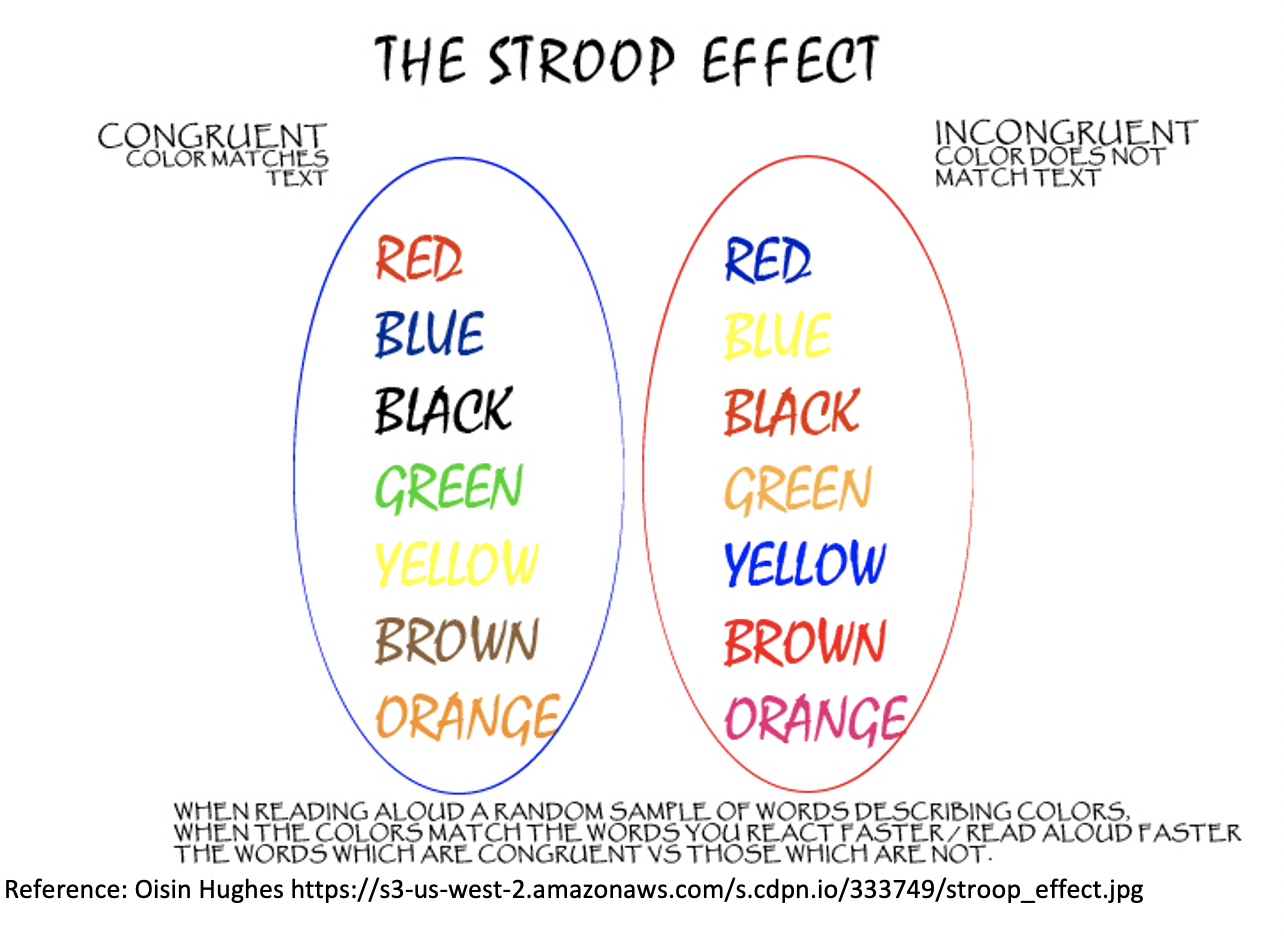 THE STROOP EFFECT
CONGRUENT
COLOR MATCHES
TEXT
INCONGRUENT
COLOR DOES NOT
MATCH TEXT
RED
BLUE
BLACK
GREEN
YELLOW
BROWN
ORANGE
RED
BLUE
BLACK
GREEN
YELLOW
BROWN
ORANGE
WHEN READING ALOUD A RANDOM SAMPLE OF WORDS DESCRIBING COLORS,
WHEN THE COLORS MATCH THE WORDS YOU REACT FASTER / READ ALOUD FASTER
THE WORDS WHICH ARE CONGRUENT VS THOSE WHICH ARE NOT.
Reference: Oisin Hughes https://s3-us-west-2.amazonaws.com/s.cdpn.io/333749/stroop_effect.jpg